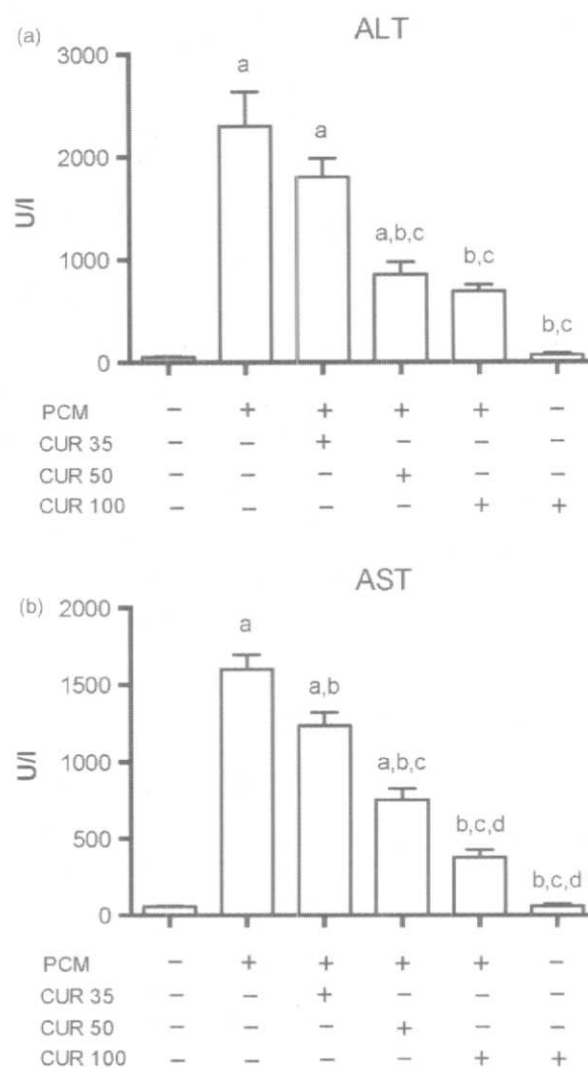 (a) ALT
3000
a
a
2000
U/l
a,b,c
1000
b,c
b,c
0
PCM − + + + + −
CUR 35 − − + − − −
CUR 50 − − − + − −
CUR 100 − − − − + +
AST
(b) 2000
a
1500
a,b
U/l
1000
a,b,c
500
b,c,d
b,c,d
0
PCM − + + + + −
CUR 35 − − + − − −
CUR 50 − − − + − −
CUR 100 − − − − + +